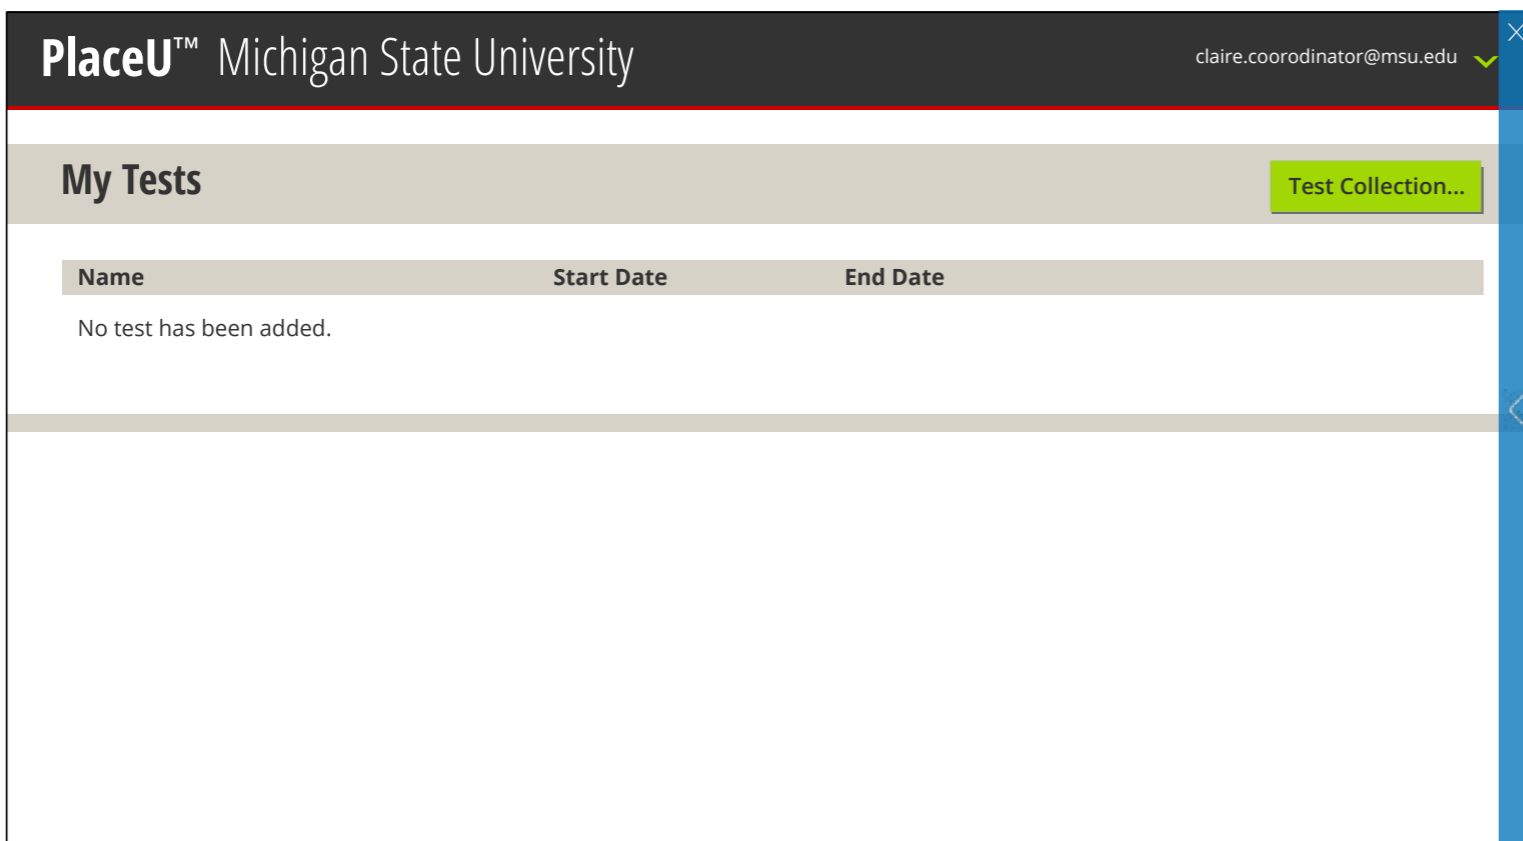 PlaceU™ Michigan State University
claire.coorodinator@msu.edu
My Tests
Test Collection...
Name Start Date End Date
No test has been added.